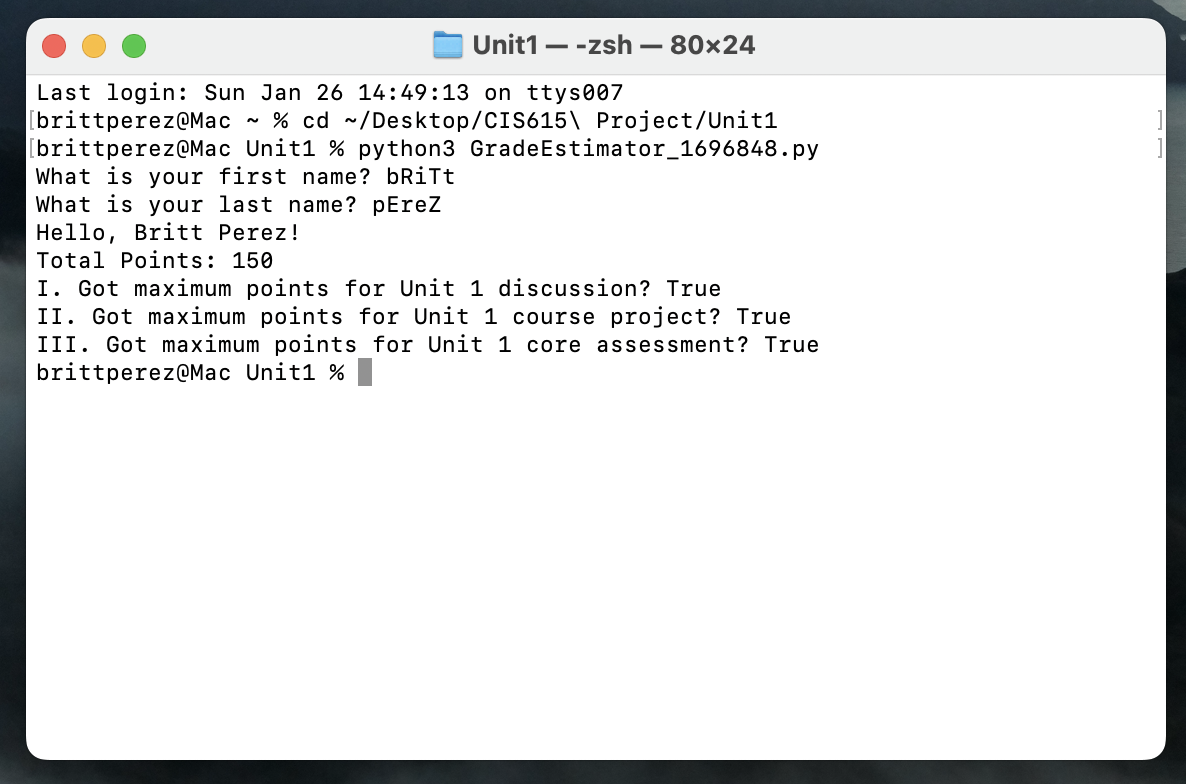 Unit1 — -zsh — 80×24
Last login: Sun Jan 26 14:49:13 on ttys007
[brittperez@Mac ~ % cd ~/Desktop/CIS615\ Project/Unit1 ]
[brittperez@Mac Unit1 % python3 GradeEstimator_1696848.py ]
What is your first name? bRiTt
What is your last name? pEreZ
Hello, Britt Perez!
Total Points: 150
I. Got maximum points for Unit 1 discussion? True
II. Got maximum points for Unit 1 course project? True
III. Got maximum points for Unit 1 core assessment? True
brittperez@Mac Unit1 %